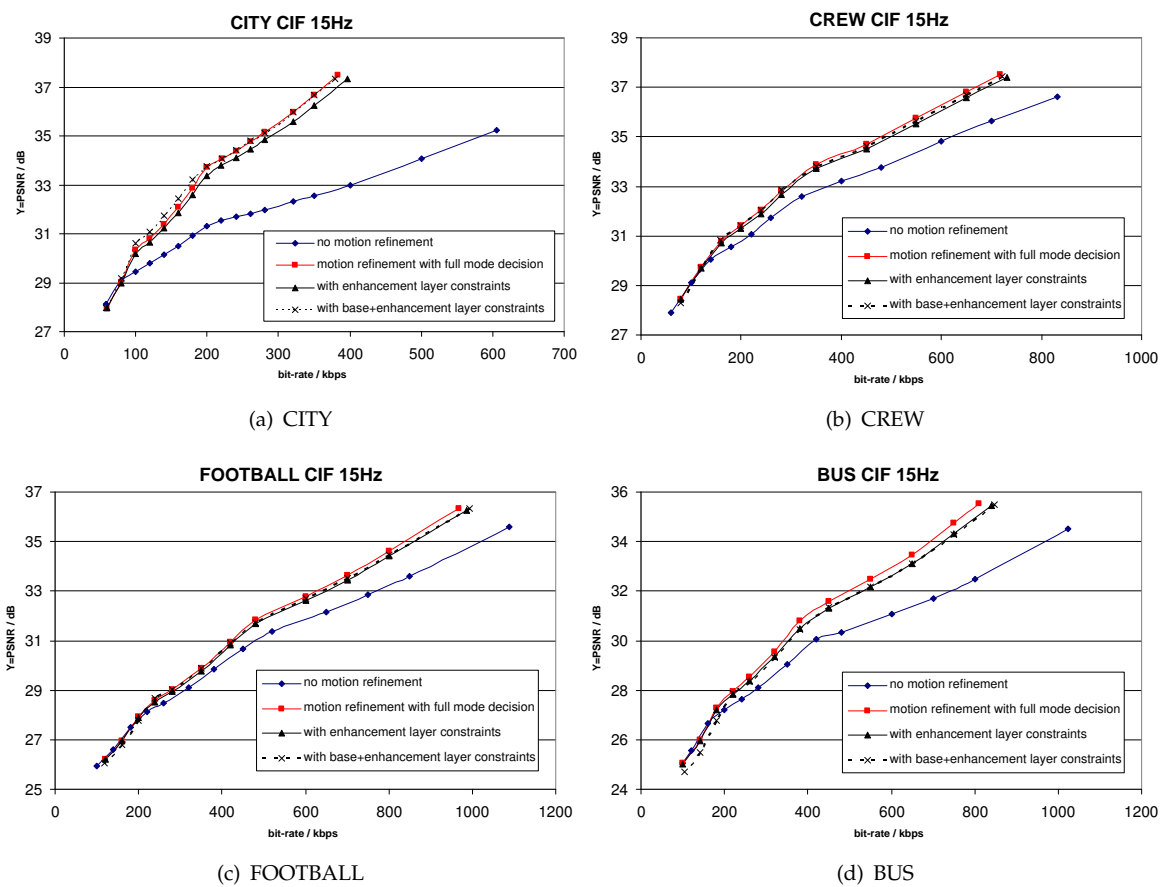 CITY CIF 15Hz
39
37
35
33
31
29
27
Y=PSNR / dB
no motion refinement
motion refinement with full mode decision
with enhancement layer constraints
with base+enhancement layer constraints
0 100 200 300 400 500 600 700
bit-rate / kbps
(a) CITY
CREW CIF 15Hz
39
37
35
33
31
29
27
Y=PSNR / dB
no motion refinement
motion refinement with full mode decision
with enhancement layer constraints
with base+enhancement layer constraints
0 200 400 600 800 1000
bit-rate / kbps
(b) CREW
FOOTBALL CIF 15Hz
37
35
33
31
29
27
25
Y=PSNR / dB
no motion refinement
motion refinement with full mode decision
with enhancement layer constraints
with base+enhancement layer constraints
0 200 400 600 800 1000 1200
bit-rate / kbps
(c) FOOTBALL
BUS CIF 15Hz
36
34
32
30
28
26
24
Y=PSNR / dB
no motion refinement
motion refinement with full mode decision
with enhancement layer constraints
with base+enhancement layer constraints
0 200 400 600 800 1000 1200
bit-rate / kbps
(d) BUS